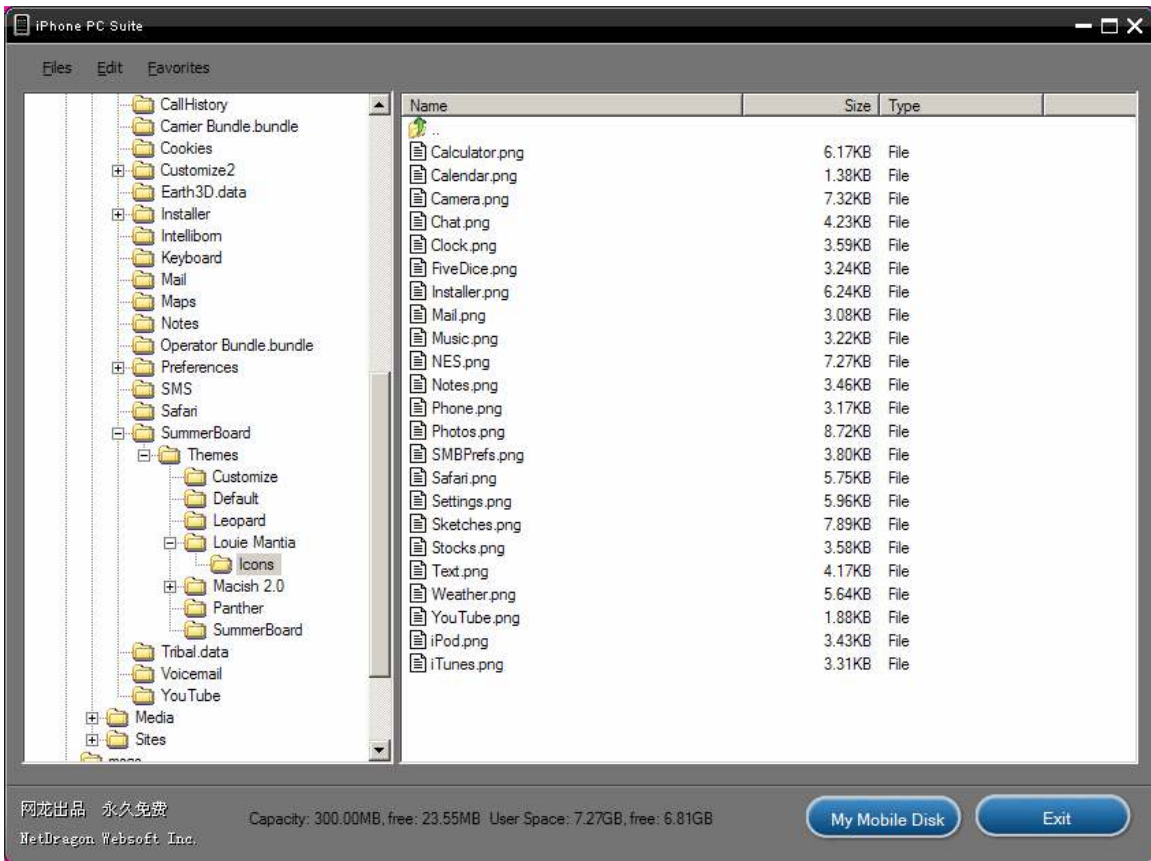 iPhone PC Suite
Files Edit Favorites
CallHistory
Carrier Bundle.bundle
Cookies
Customize2
Earth3D.data
Installer
Intelliborn
Keyboard
Mail
Maps
Notes
Operator Bundle.bundle
Preferences
SMS
Safari
SummerBoard
Themes
Customize
Default
Leopard
Louie Mantia
Icons
Macish 2.0
Panther
SummerBoard
Tribal.data
Voicemail
YouTube
Media
Sites
Name Size Type
..
Calculator.png 6.17KB File
Calendar.png 1.38KB File
Camera.png 7.32KB File
Chat.png 4.23KB File
Clock.png 3.59KB File
FiveDice.png 3.24KB File
Installer.png 6.24KB File
Mail.png 3.08KB File
Music.png 3.22KB File
NES.png 7.27KB File
Notes.png 3.46KB File
Phone.png 3.17KB File
Photos.png 8.72KB File
SMBPrefs.png 3.80KB File
Safari.png 5.75KB File
Settings.png 5.96KB File
Sketches.png 7.89KB File
Stocks.png 3.58KB File
Text.png 4.17KB File
Weather.png 5.64KB File
YouTube.png 1.88KB File
iPod.png 3.43KB File
iTunes.png 3.31KB File
网龙出品 永久免费
NetDragon Websoft Inc.
Capacity: 300.00MB, free: 23.55MB User Space: 7.27GB, free: 6.81GB
My Mobile Disk
Exit